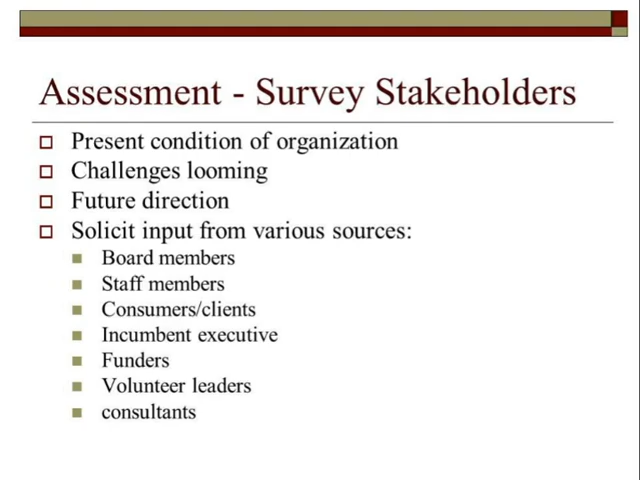 Assessment - Survey Stakeholders
Present condition of organization
Challenges looming
Future direction
Solicit input from various sources:
Board members
Staff members
Consumers/clients
Incumbent executive
Funders
Volunteer leaders
consultants